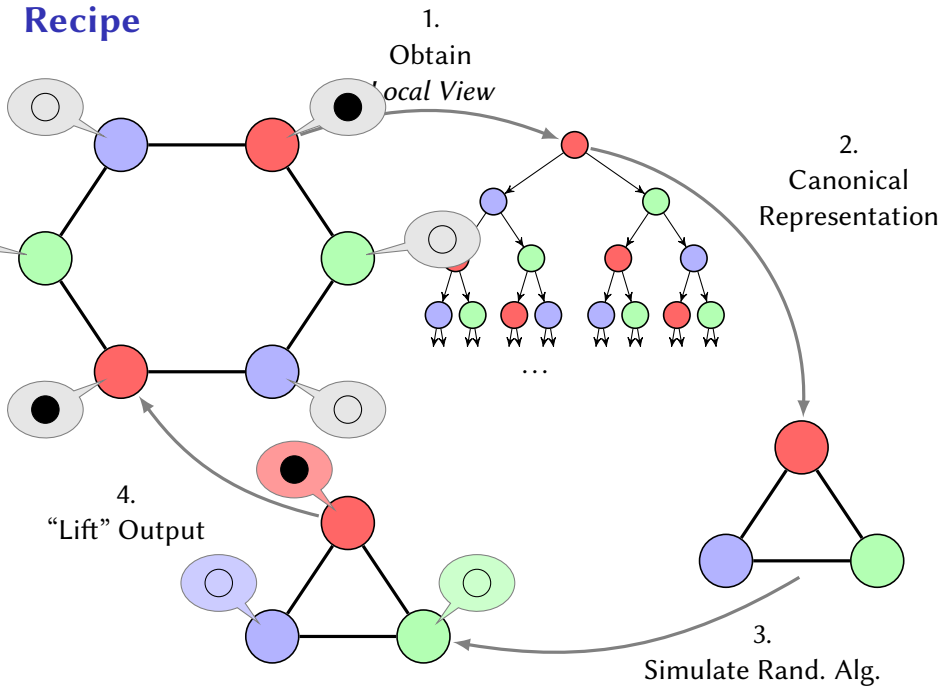 Recipe
1.
Obtain
Local View
2.
Canonical
Representation
...
4.
“Lift” Output
3.
Simulate Rand. Alg.